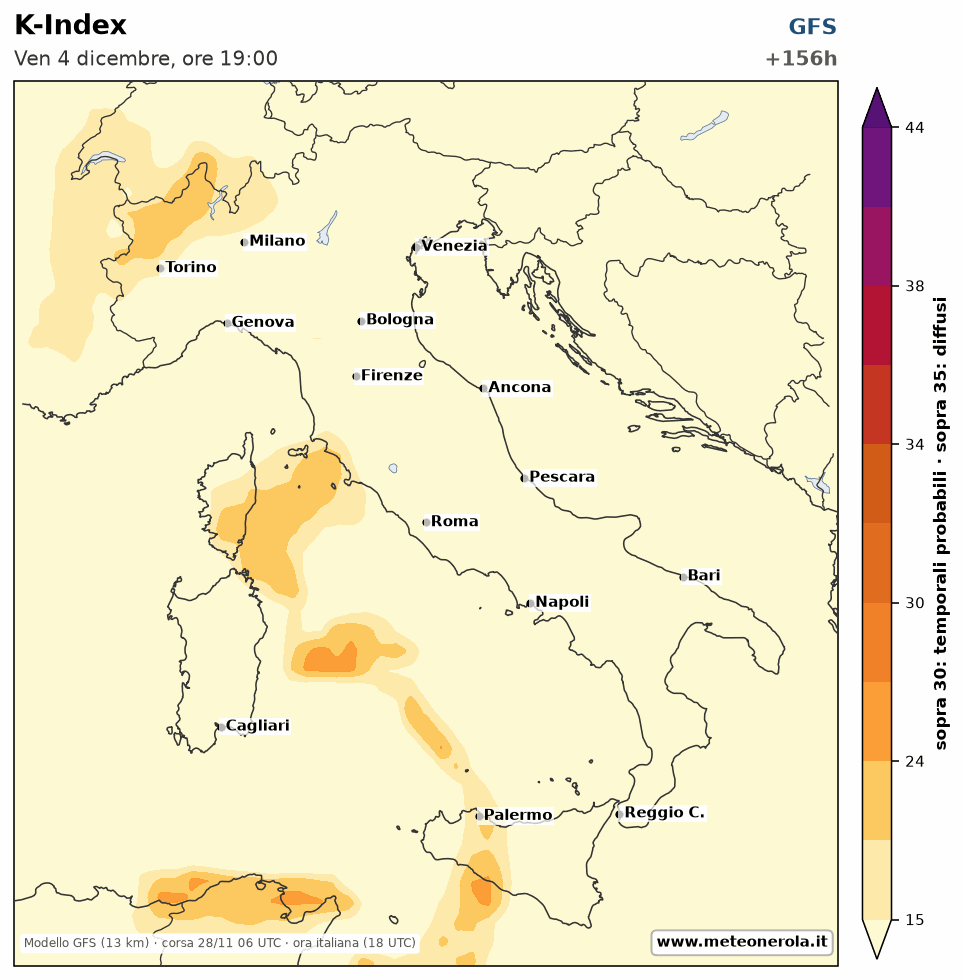 K-Index
GFS
Ven 4 dicembre, ore 19:00
+156h
Milano
Venezia
Torino
Genova
Bologna
Firenze
Ancona
Pescara
Roma
Bari
Napoli
Cagliari
Palermo
Reggio C.
44
38
34
30
24
15
sopra 30: temporali probabili · sopra 35: diffusi
Modello GFS (13 km) · corsa 28/11 06 UTC · ora italiana (18 UTC)
www.meteonerola.it